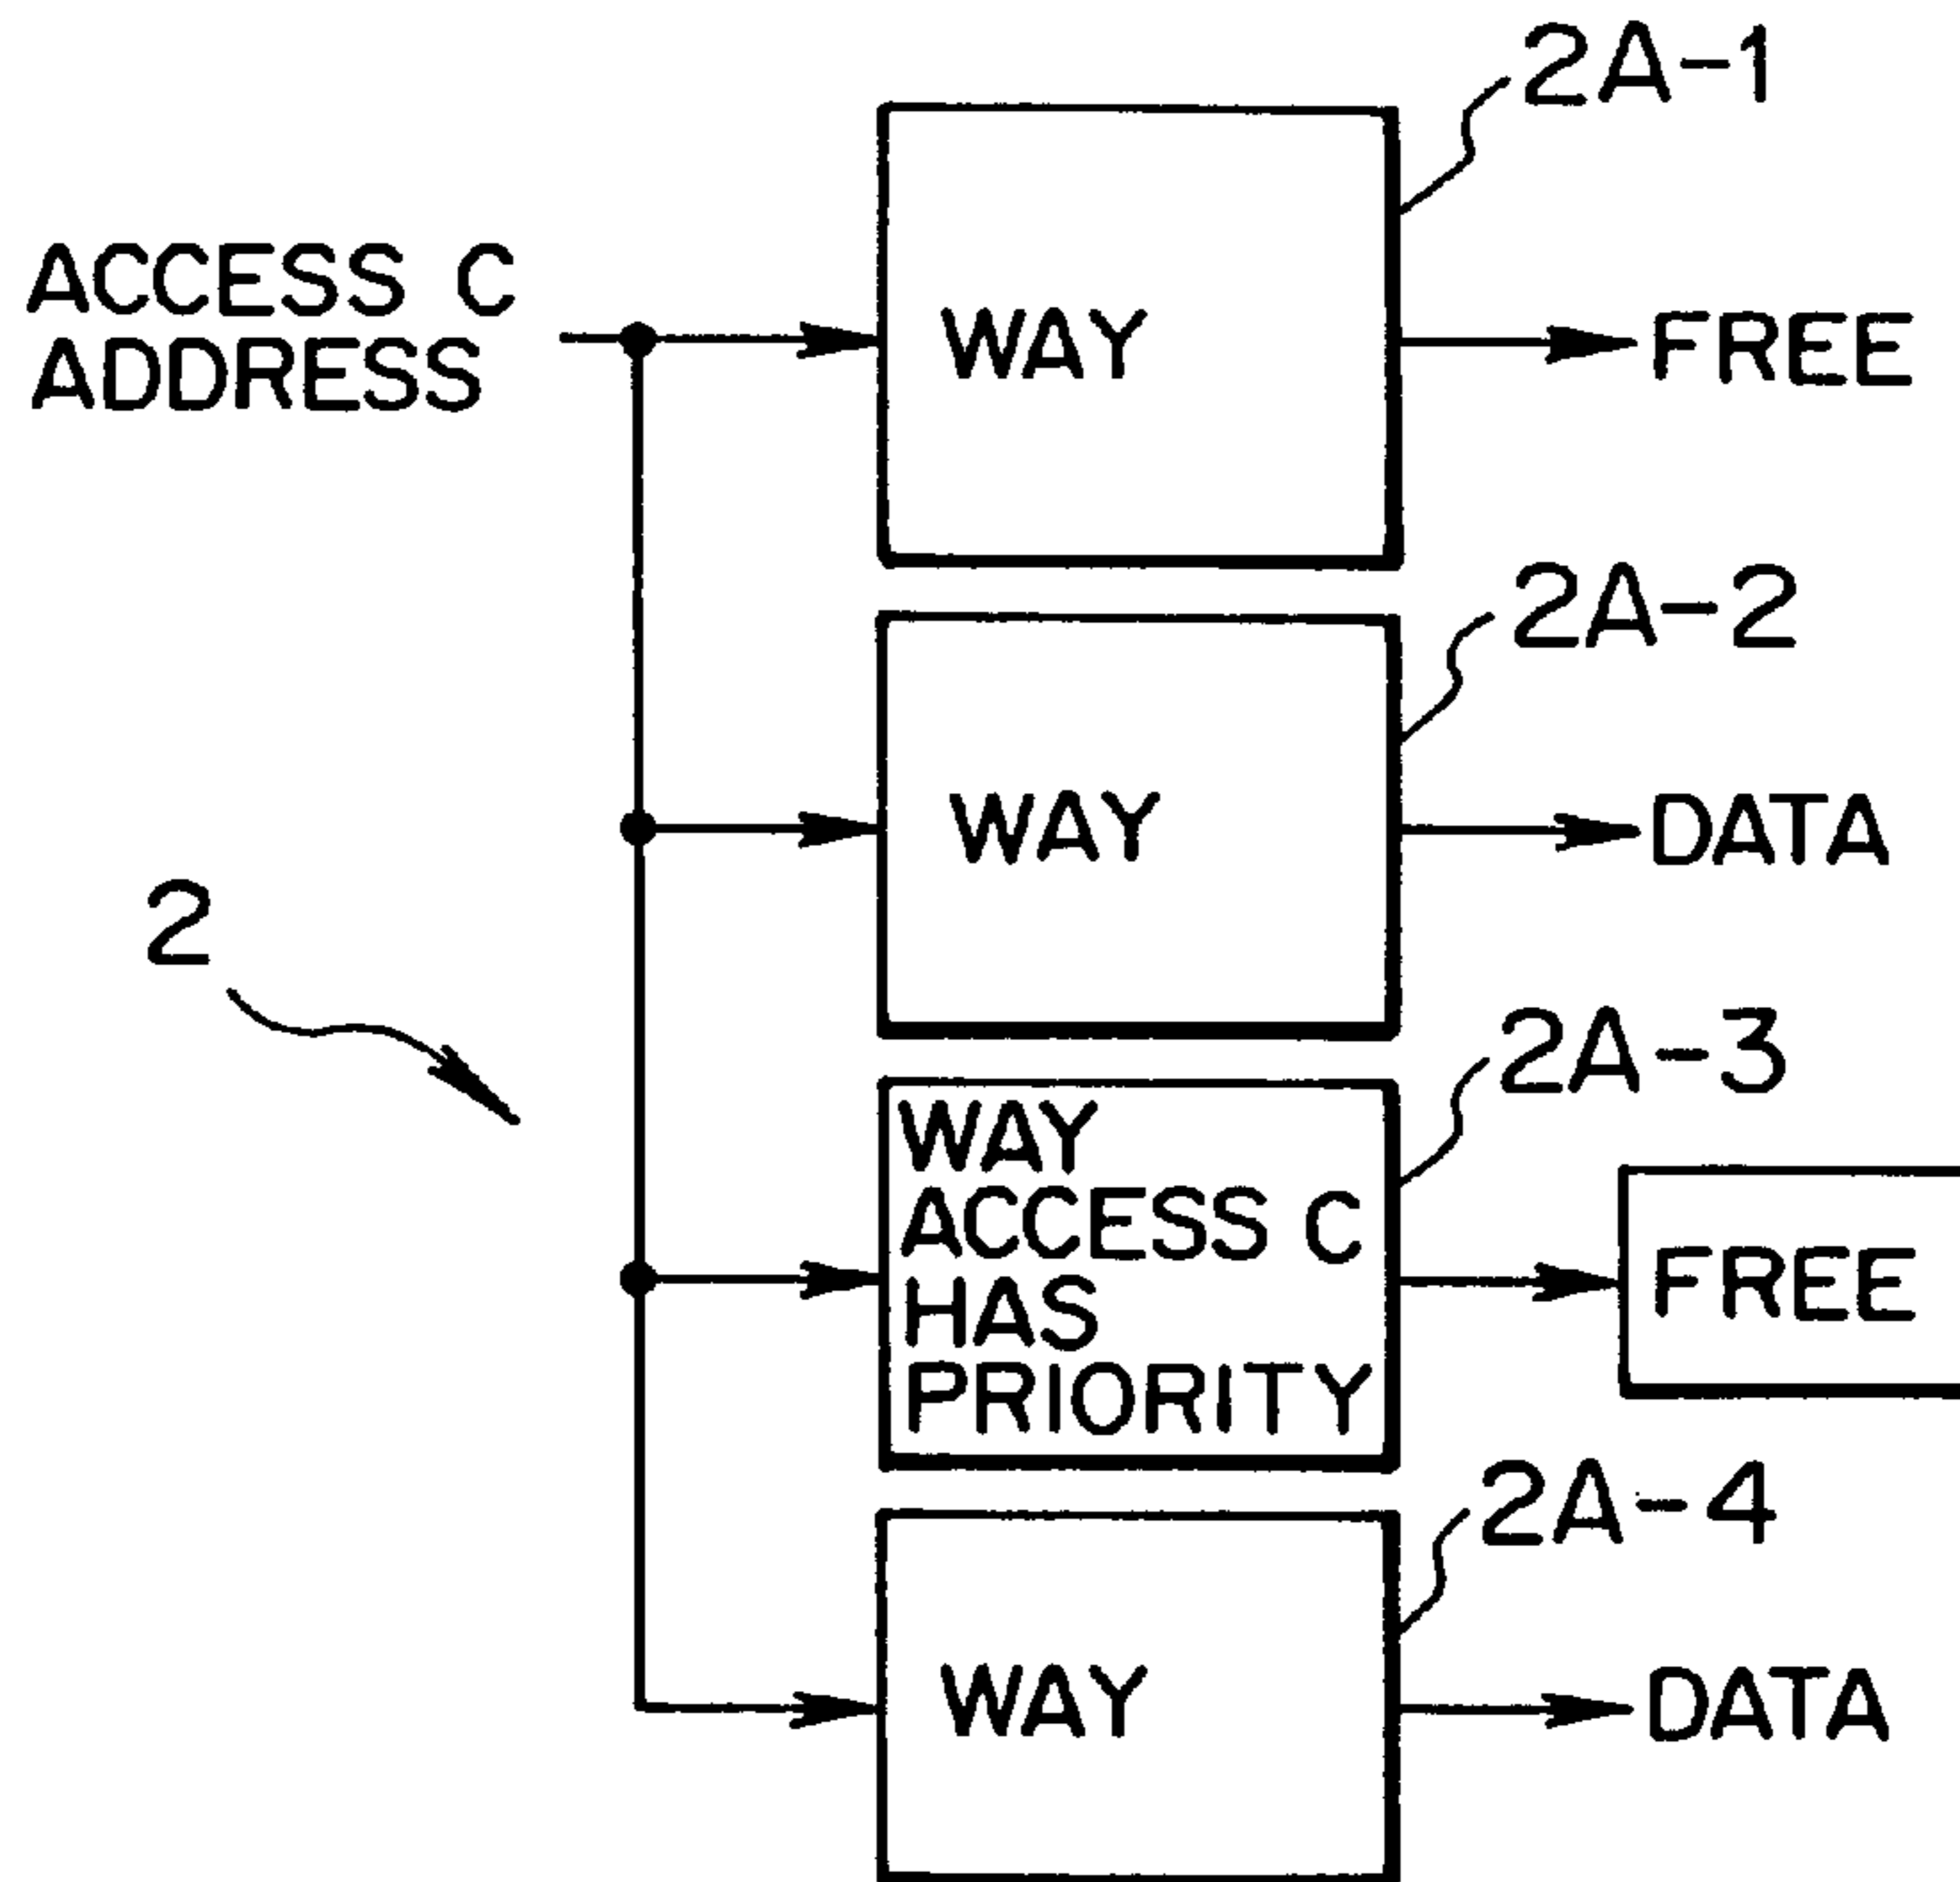 2A-1
ACCESS C
ADDRESS
WAY
FREE
2A-2
WAY
DATA
2
2A-3
WAY
ACCESS C
HAS
PRIORITY
FREE
2A-4
WAY
DATA